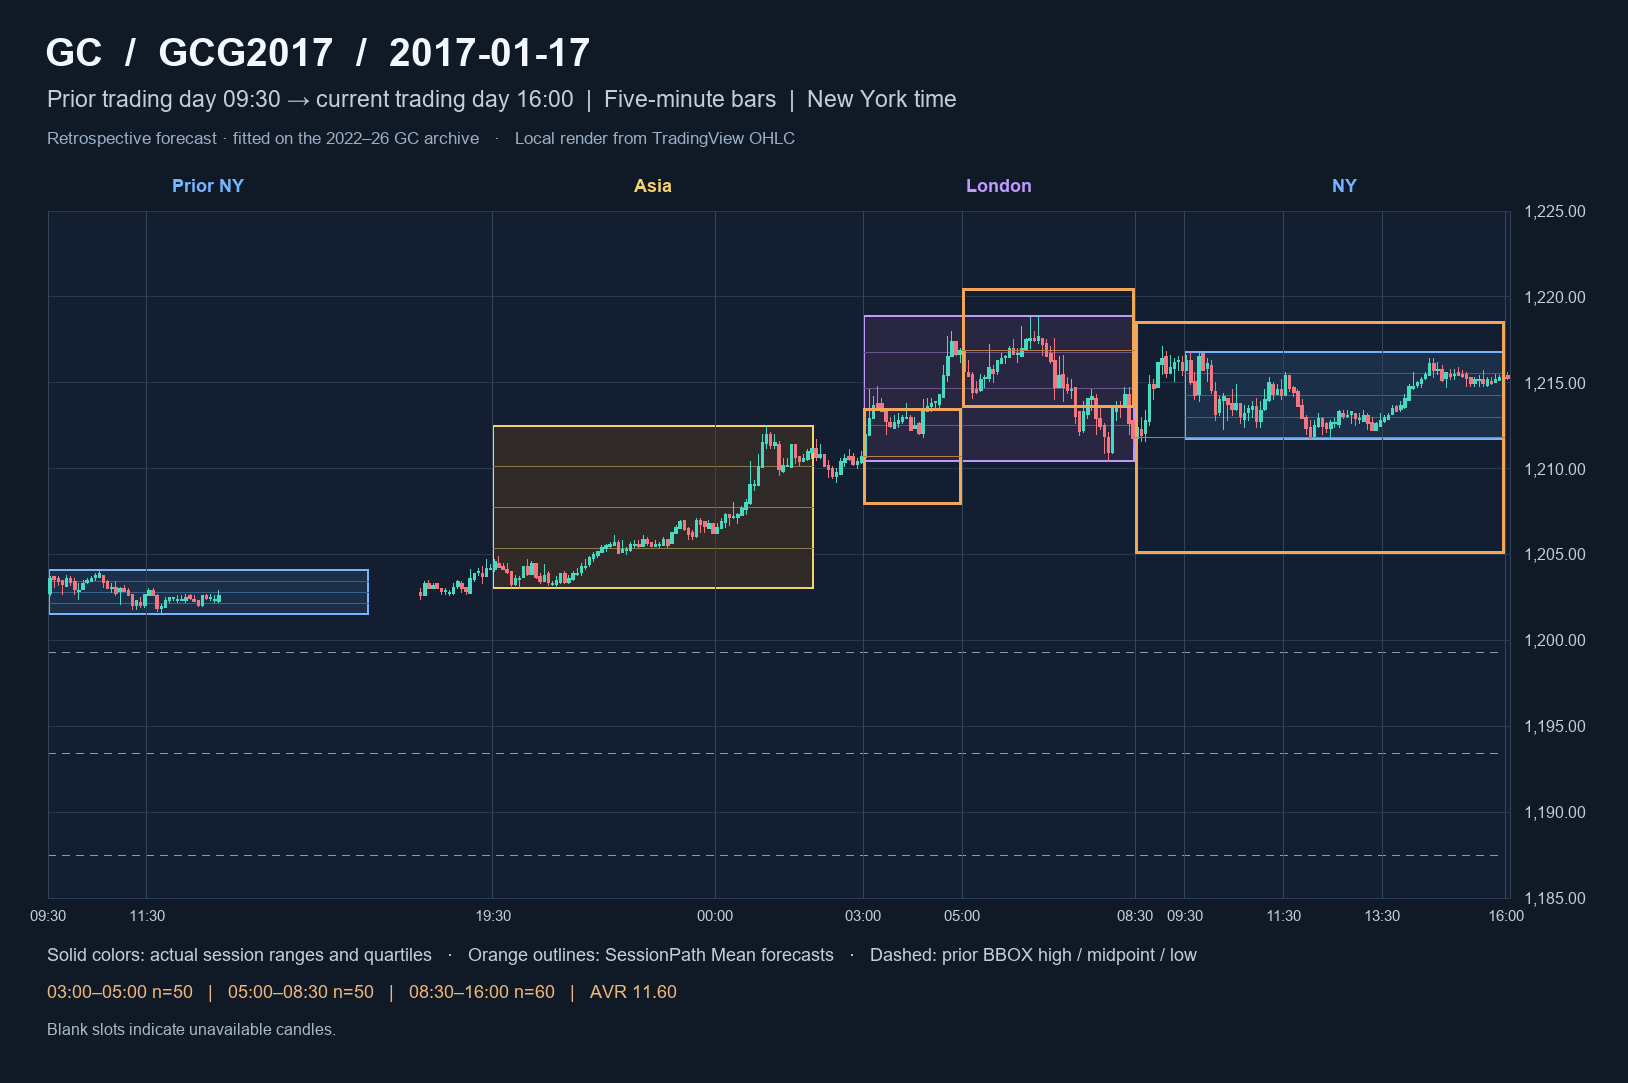 GC / GCG2017 / 2017-01-17
Prior trading day 09:30 → current trading day 16:00 | Five-minute bars | New York time
Retrospective forecast · fitted on the 2022–26 GC archive · Local render from TradingView OHLC
Prior NY Asia London NY
1,225.00
1,220.00
1,215.00
1,210.00
1,205.00
1,200.00
1,195.00
1,190.00
1,185.00
09:30 11:30 19:30 00:00 03:00 05:00 08:30 09:30 11:30 13:30 16:00
Solid colors: actual session ranges and quartiles · Orange outlines: SessionPath Mean forecasts · Dashed: prior BBOX high / midpoint / low
03:00–05:00 n=50 | 05:00–08:30 n=50 | 08:30–16:00 n=60 | AVR 11.60
Blank slots indicate unavailable candles.